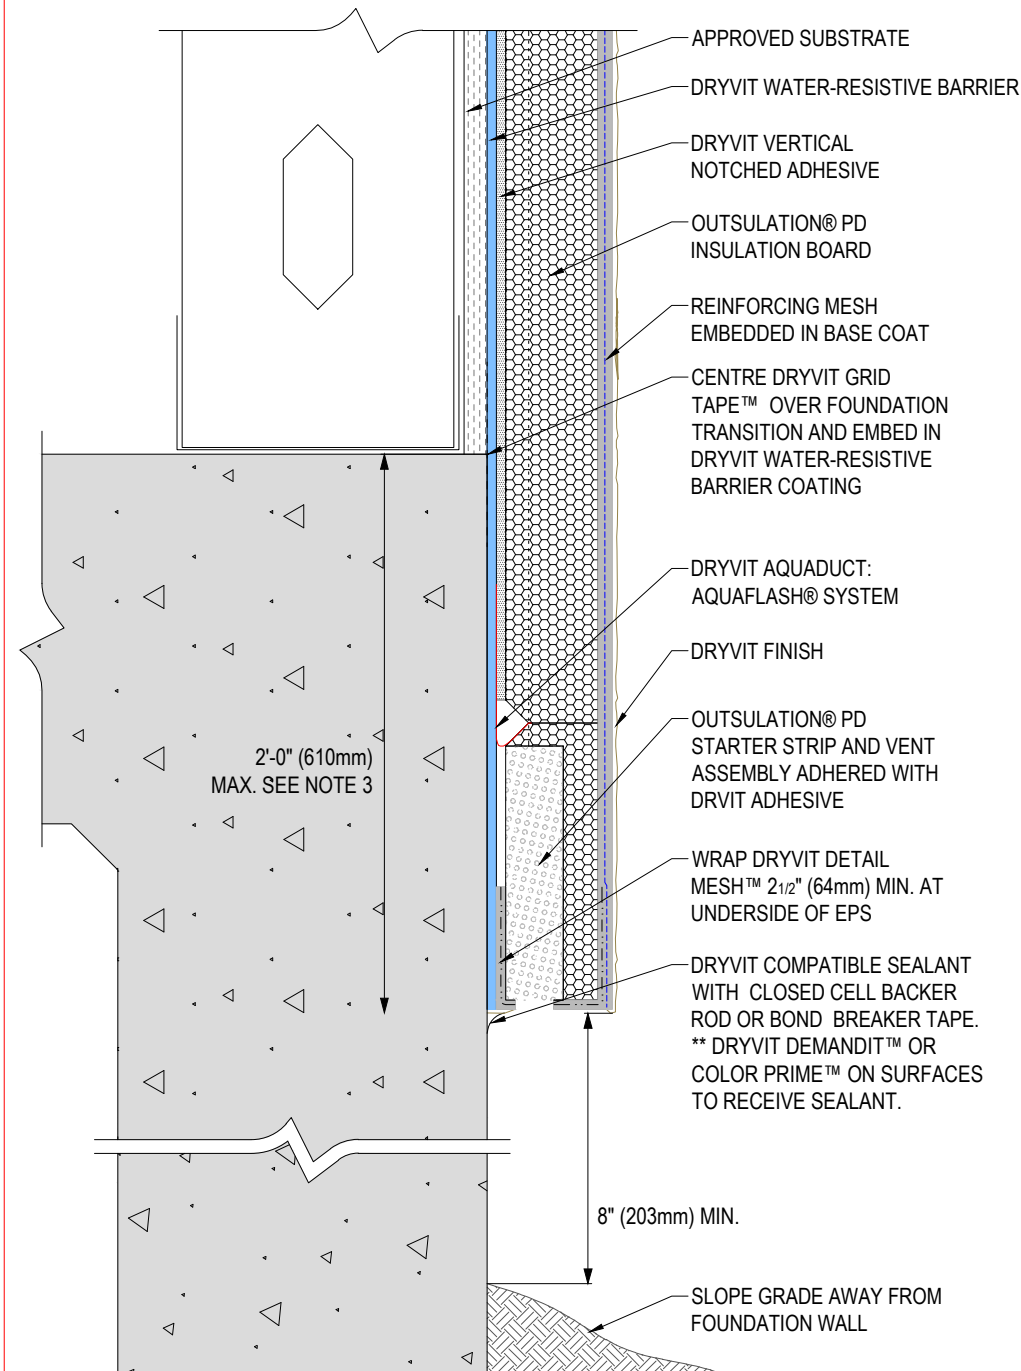 APPROVED SUBSTRATE
DRYVIT WATER-RESISTIVE BARRIER
DRYVIT VERTICAL
NOTCHED ADHESIVE
OUTSULATION® PD
INSULATION BOARD
REINFORCING MESH
EMBEDDED IN BASE COAT
CENTRE DRYVIT GRID
TAPE™ OVER FOUNDATION
TRANSITION AND EMBED IN
DRYVIT WATER-RESISTIVE
BARRIER COATING
DRYVIT AQUADUCT:
AQUAFLASH® SYSTEM
DRYVIT FINISH
OUTSULATION® PD
STARTER STRIP AND VENT
ASSEMBLY ADHERED WITH
DRVIT ADHESIVE
2'-0" (610mm)
MAX. SEE NOTE 3
WRAP DRYVIT DETAIL
MESH™ 21/2" (64mm) MIN. AT
UNDERSIDE OF EPS
DRYVIT COMPATIBLE SEALANT
WITH CLOSED CELL BACKER
ROD OR BOND BREAKER TAPE.
** DRYVIT DEMANDIT™ OR
COLOR PRIME™ ON SURFACES
TO RECEIVE SEALANT.
8" (203mm) MIN.
SLOPE GRADE AWAY FROM
FOUNDATION WALL